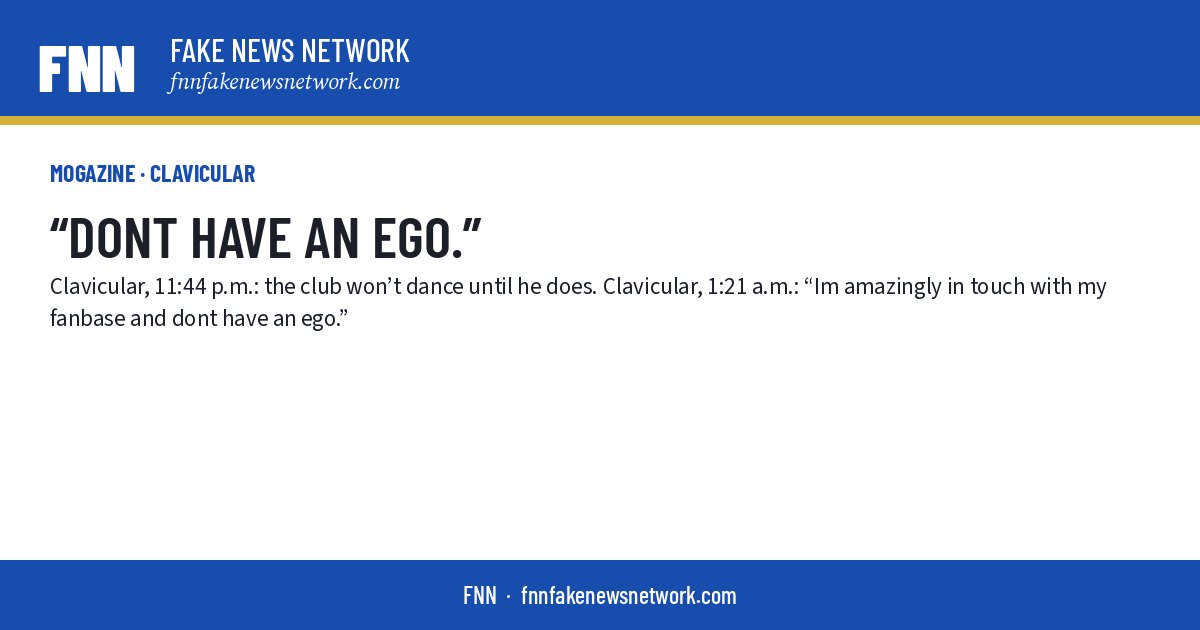 FNN
FAKE NEWS NETWORK
fnnfakenewsnetwork.com
MOGAZINE · CLAVICULAR
“DONT HAVE AN EGO.”
Clavicular, 11:44 p.m.: the club won’t dance until he does. Clavicular, 1:21 a.m.: “Im amazingly in touch with my
fanbase and dont have an ego.”
FNN · fnnfakenewsnetwork.com